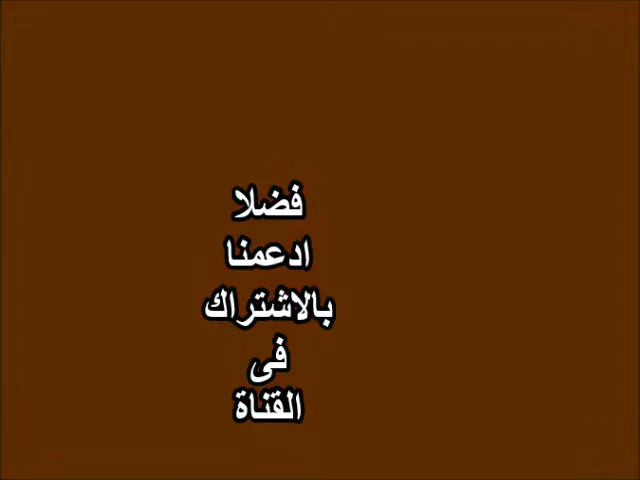 فضلا
ادعمنا
بالاشتراك
فى
القناة